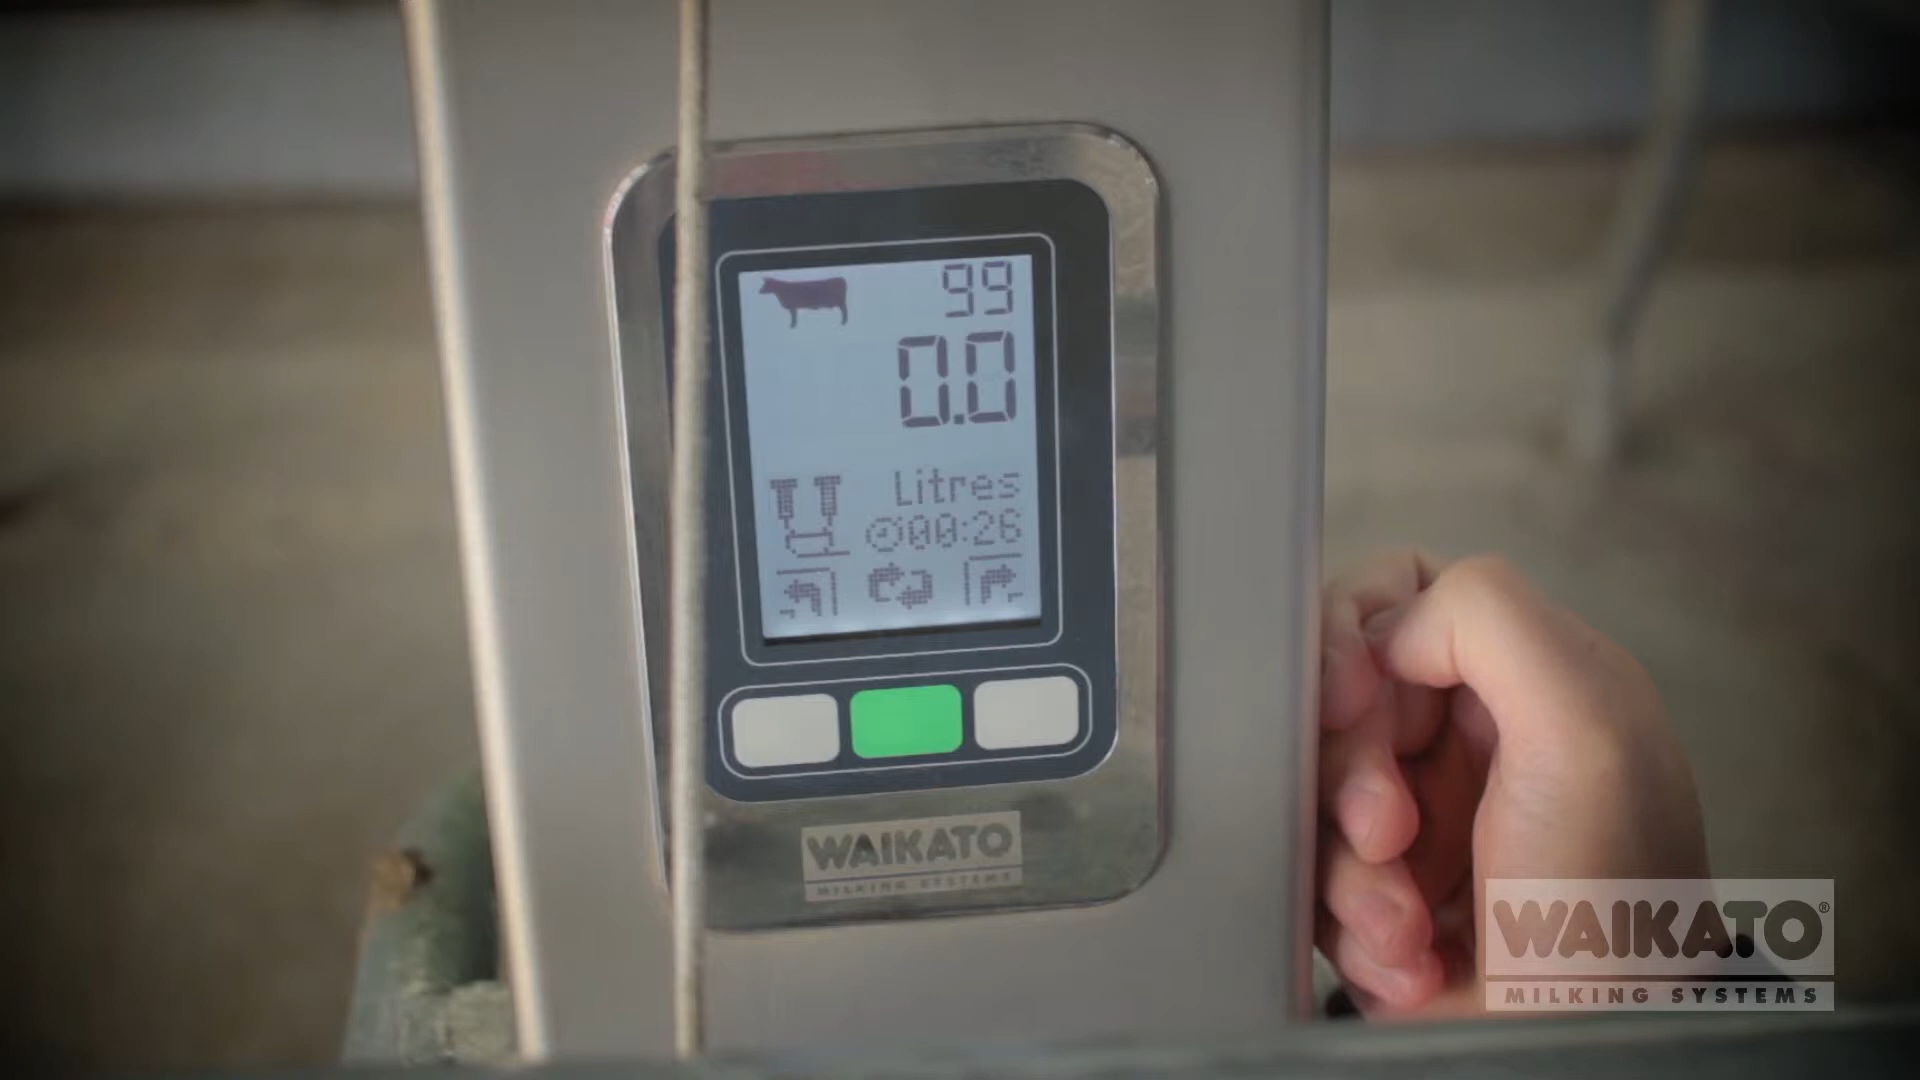 99
0.0
Litres
00:26
WAIKATO
MILKING SYSTEMS
WAIKATO®
MILKING SYSTEMS